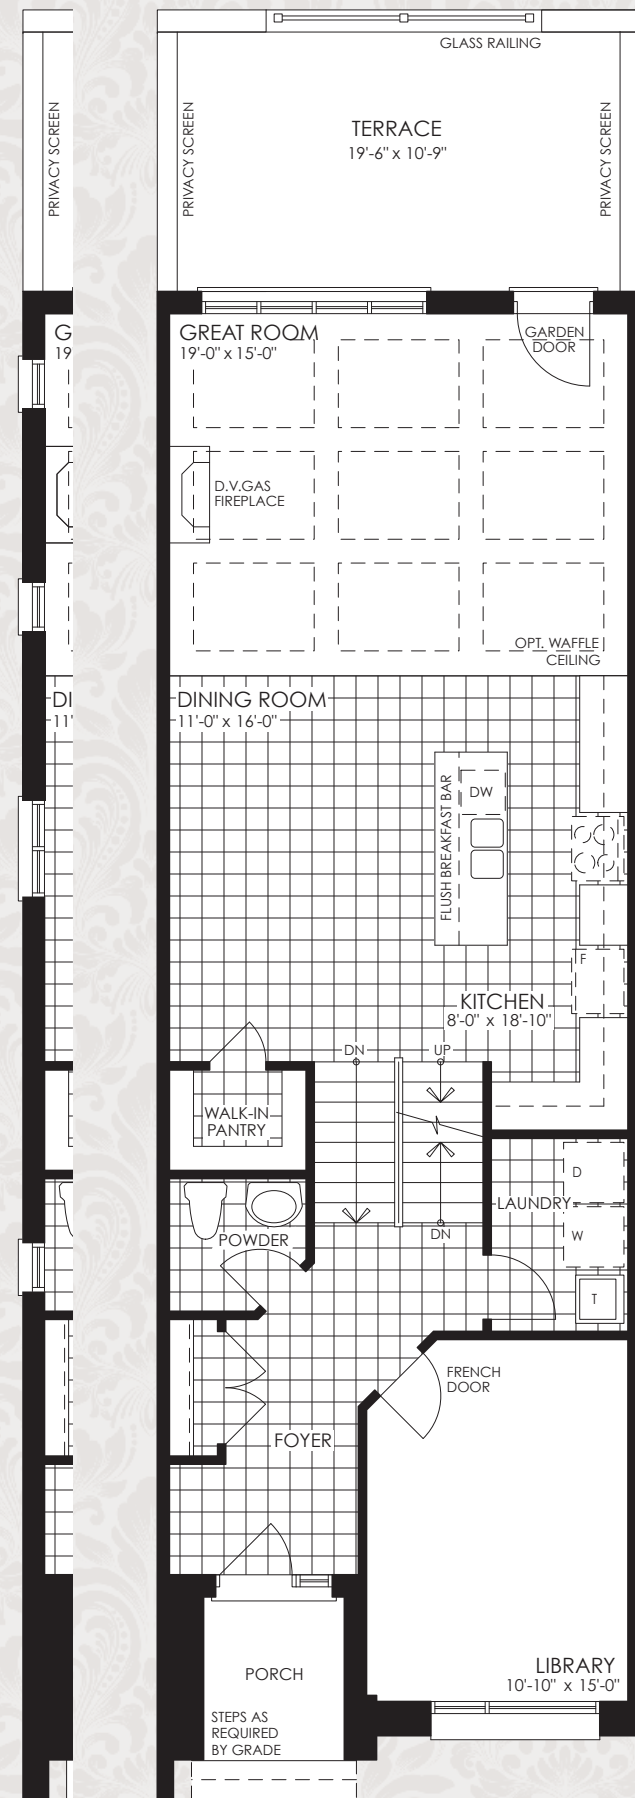 GLASS RAILING
PRIVACY SCREEN
PRIVACY SCREEN
TERRACE
19'-6" x 10'-9"
PRIVACY SCREEN
G
19
GREAT ROOM
19'-0" x 15'-0"
GARDEN
DOOR
D.V.GAS
FIREPLACE
OPT. WAFFLE
CEILING
DI
11'
DINING ROOM
11'-0" x 16'-0"
FLUSH BREAKFAST BAR
DW
F
KITCHEN
8'-0" x 18'-10"
DN
UP
WALK-IN
PANTRY
D
LAUNDRY
POWDER
DN
W
T
FRENCH
DOOR
FOYER
LIBRARY
10'-10" x 15'-0"
PORCH
STEPS AS
REQUIRED
BY GRADE